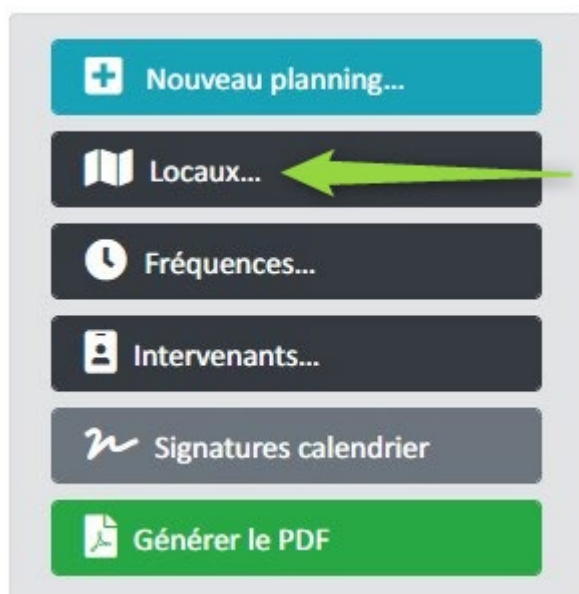 Nouveau planning...
Locaux...
Fréquences...
Intervenants...
Signatures calendrier
Générer le PDF